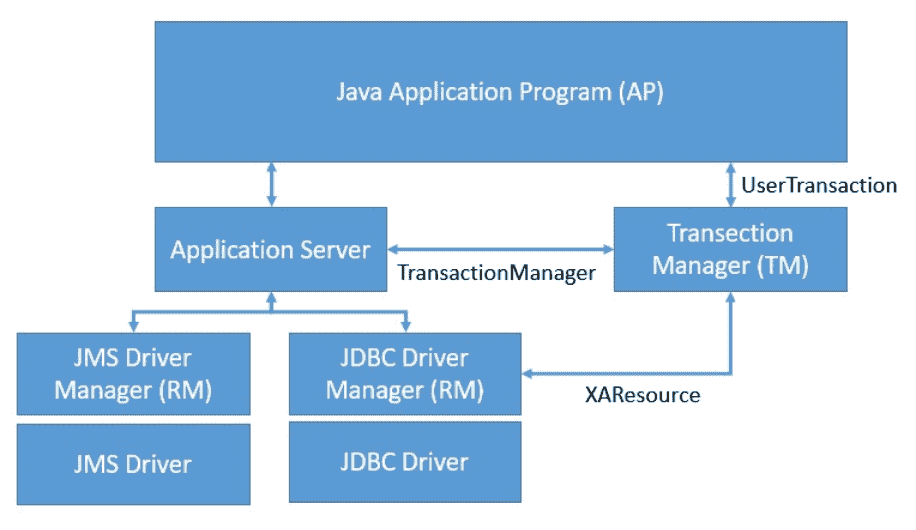 Java Application Program (AP)
UserTransaction
Application Server
TransactionManager
Transection
Manager (TM)
JMS Driver
Manager (RM)
JDBC Driver
Manager (RM)
XAResource
JMS Driver
JDBC Driver